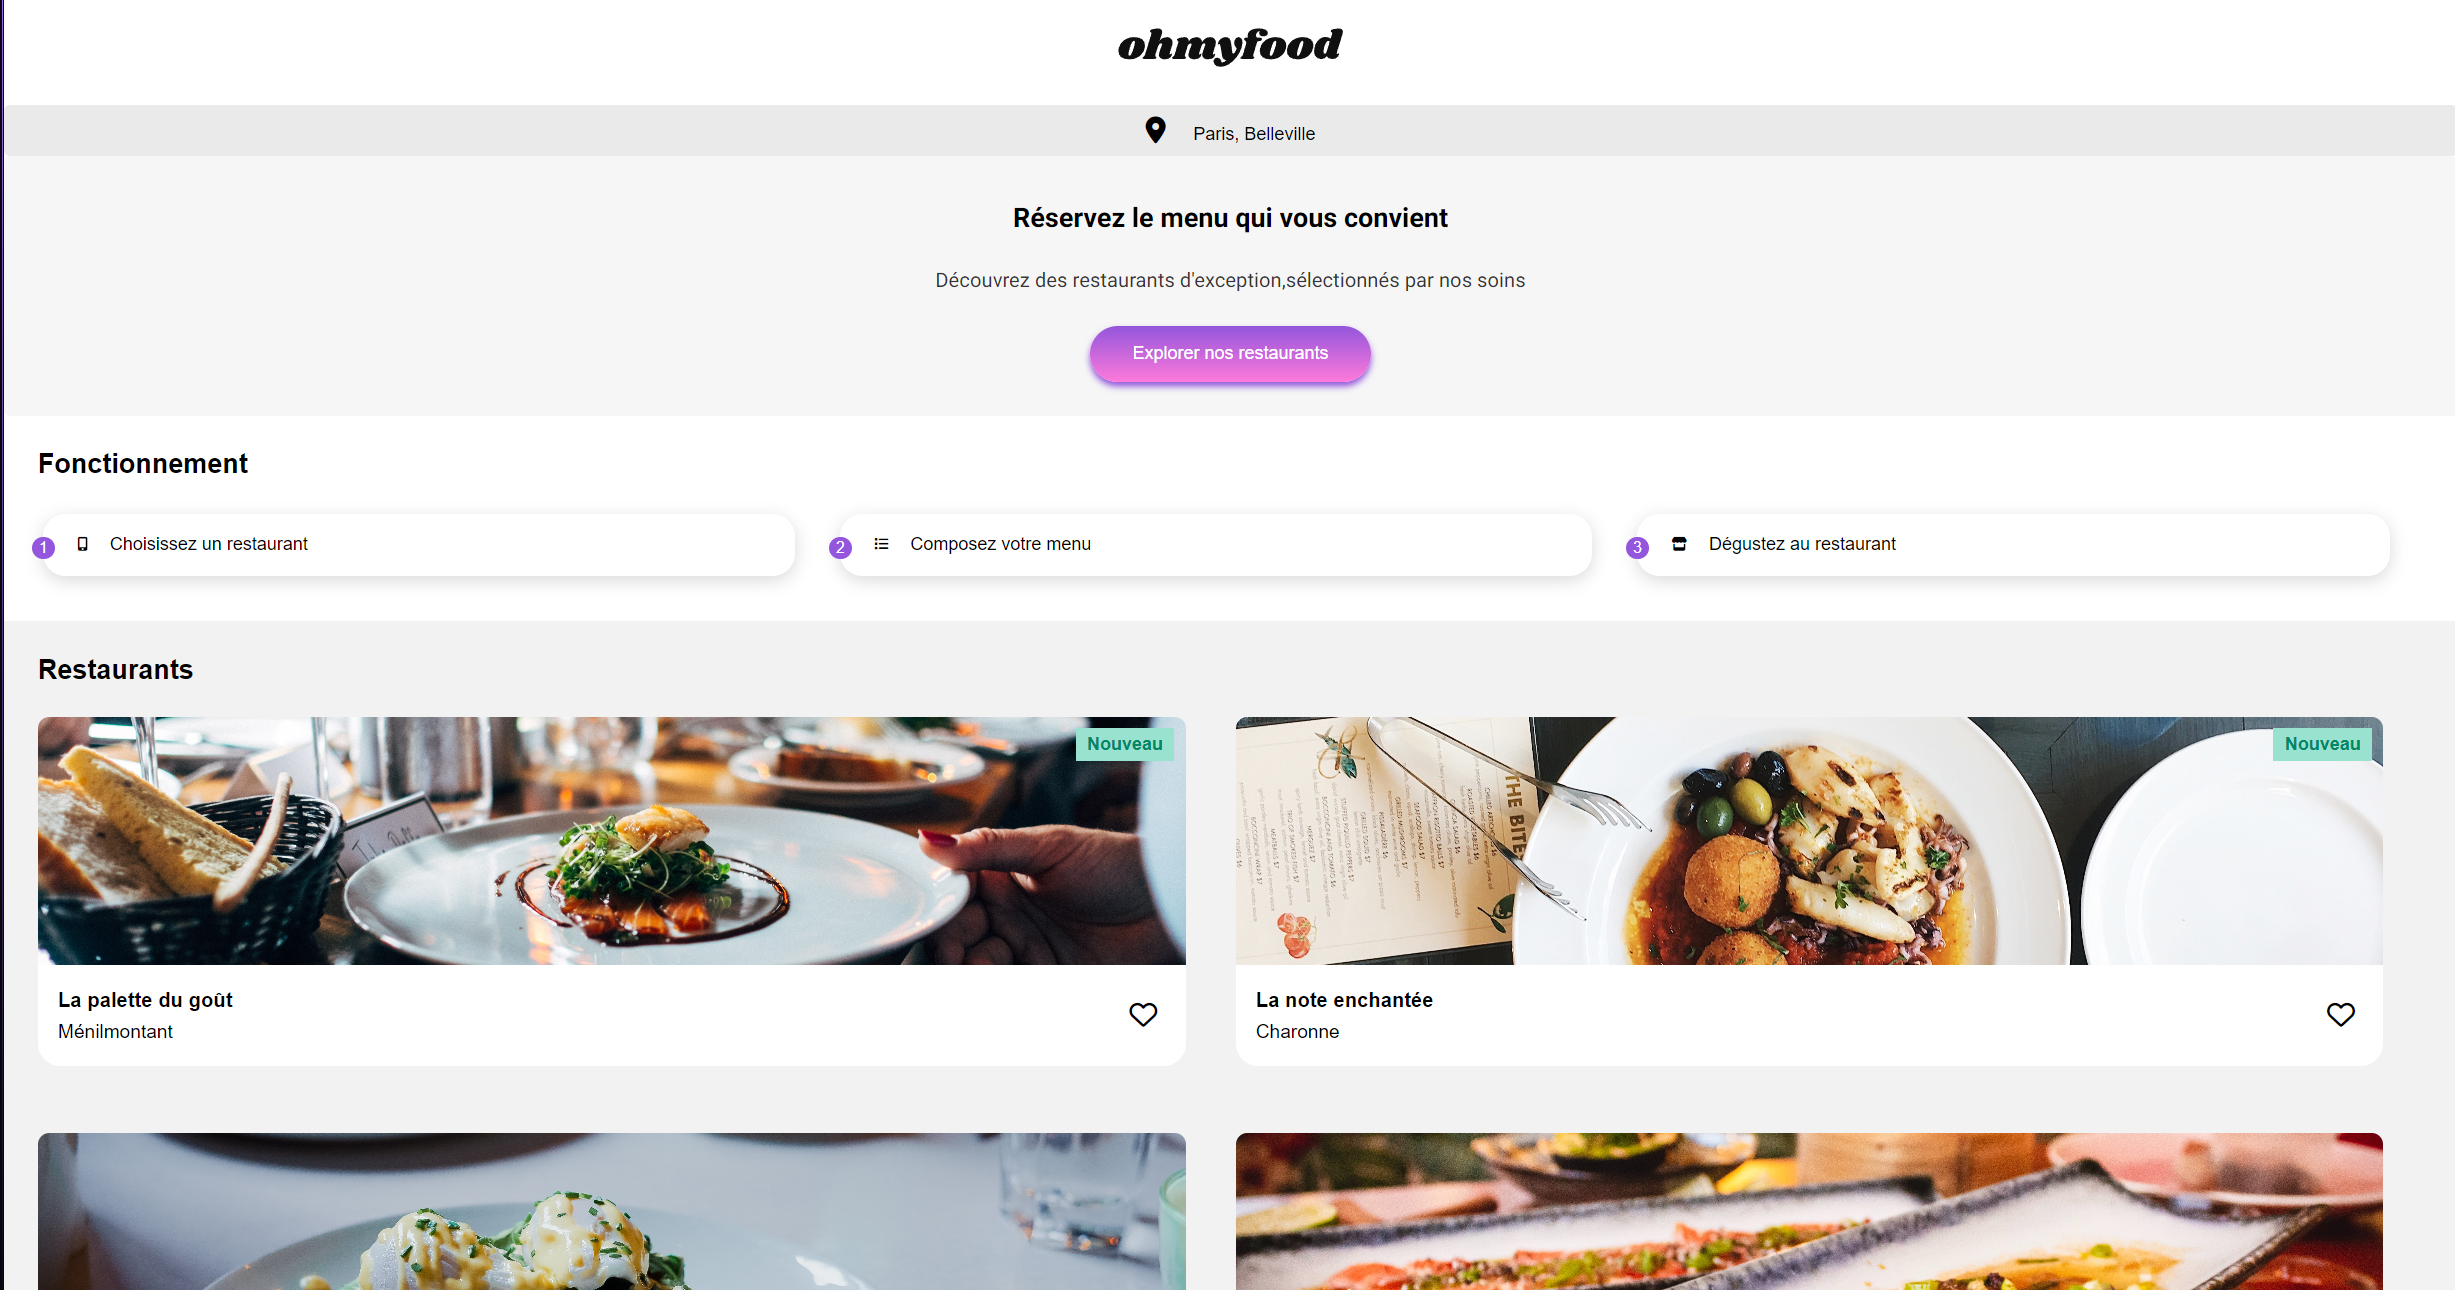 ohmyfood
Paris, Belleville
Réservez le menu qui vous convient
Découvrez des restaurants d'exception,sélectionnés par nos soins
Explorer nos restaurants
Fonctionnement
1 Choisissez un restaurant
2 Composez votre menu
3 Dégustez au restaurant
Restaurants
Nouveau
THE BITE
Nouveau
La palette du goût
Ménilmontant
La note enchantée
Charonne